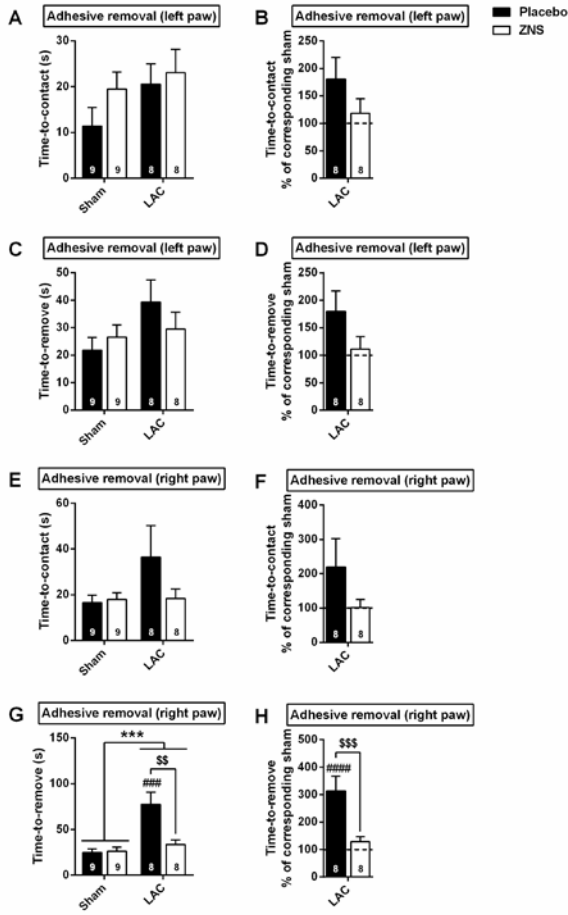 A
Adhesive removal (left paw)
Time-to-contact (s)
30
20
10
0
9
9
8
8
Sham
LAC
B
Adhesive removal (left paw)
Time-to-contact
% of corresponding sham
250
200
150
100
50
0
8
8
LAC
Placebo
ZNS
C
Adhesive removal (left paw)
Time-to-remove (s)
50
40
30
20
10
0
9
9
8
8
Sham
LAC
D
Adhesive removal (left paw)
Time-to-remove
% of corresponding sham
250
200
150
100
50
0
8
8
LAC
E
Adhesive removal (right paw)
Time-to-contact (s)
60
40
20
0
9
9
8
8
Sham
LAC
F
Adhesive removal (right paw)
Time-to-contact
% of corresponding sham
400
300
200
100
0
8
8
LAC
G
Adhesive removal (right paw)
Time-to-remove (s)
150
100
50
0
***
$$
###
9
9
8
8
Sham
LAC
H
Adhesive removal (right paw)
Time-to-remove
% of corresponding sham
500
400
300
200
100
0
$$$
####
8
8
LAC